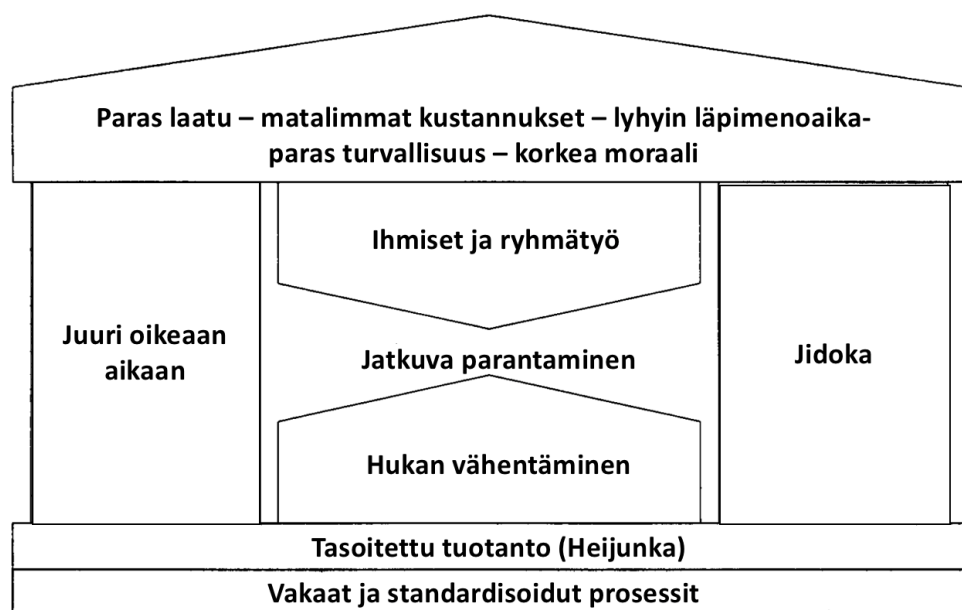 Paras laatu – matalimmat kustannukset – lyhyin läpimenoaika-
paras turvallisuus – korkea moraali
Ihmiset ja ryhmätyö
Juuri oikeaan
aikaan
Jatkuva parantaminen
Jidoka
Hukan vähentäminen
Tasoitettu tuotanto (Heijunka)
Vakaat ja standardisoidut prosessit